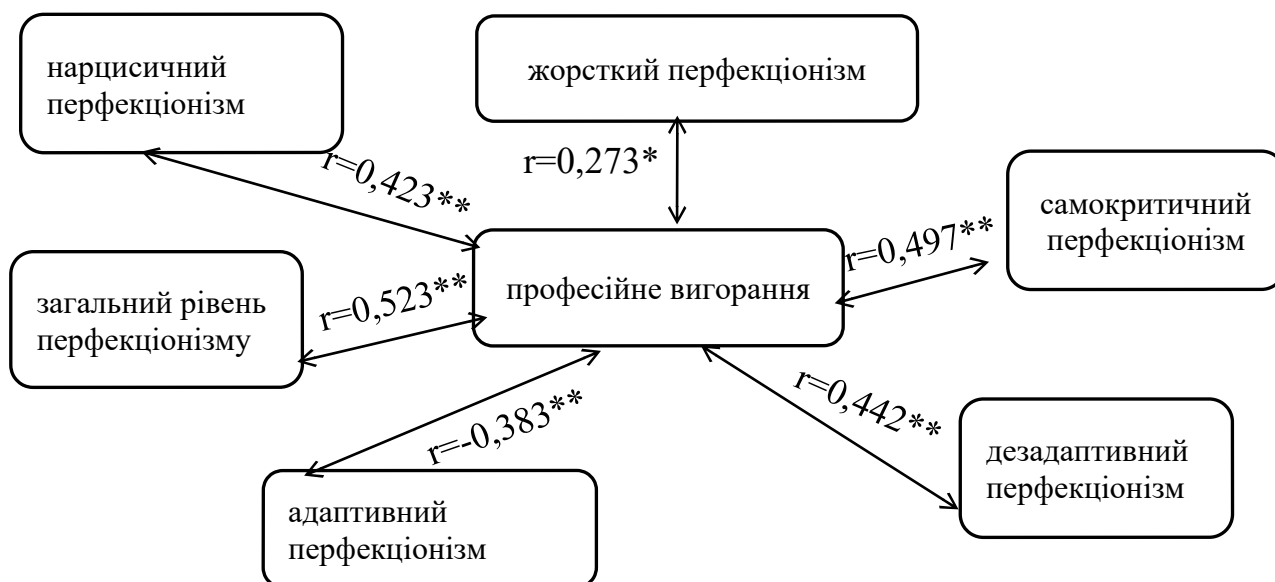 нарцисичний
перфекціонізм
жорсткий перфекціонізм
r=0,423**
r=0,273*
самокритичний
перфекціонізм
r=0,497**
загальний рівень
перфекціонізму
r=0,523**
професійне вигорання
r=-0,383**
r=0,442**
дезадаптивний
перфекціонізм
адаптивний
перфекціонізм